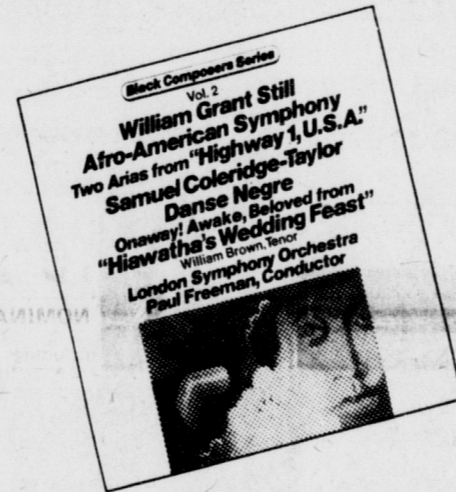 Black Composers Series
Vol. 2
William Grant Still
Afro-American Symphony
Two Arias from "Highway 1, U.S.A."
Samuel Coleridge-Taylor
Danse Negre
Onaway! Awake, Beloved from
"Hiawatha's Wedding Feast"
William Brown, Tenor
London Symphony Orchestra
Paul Freeman, Conductor
NOMINA